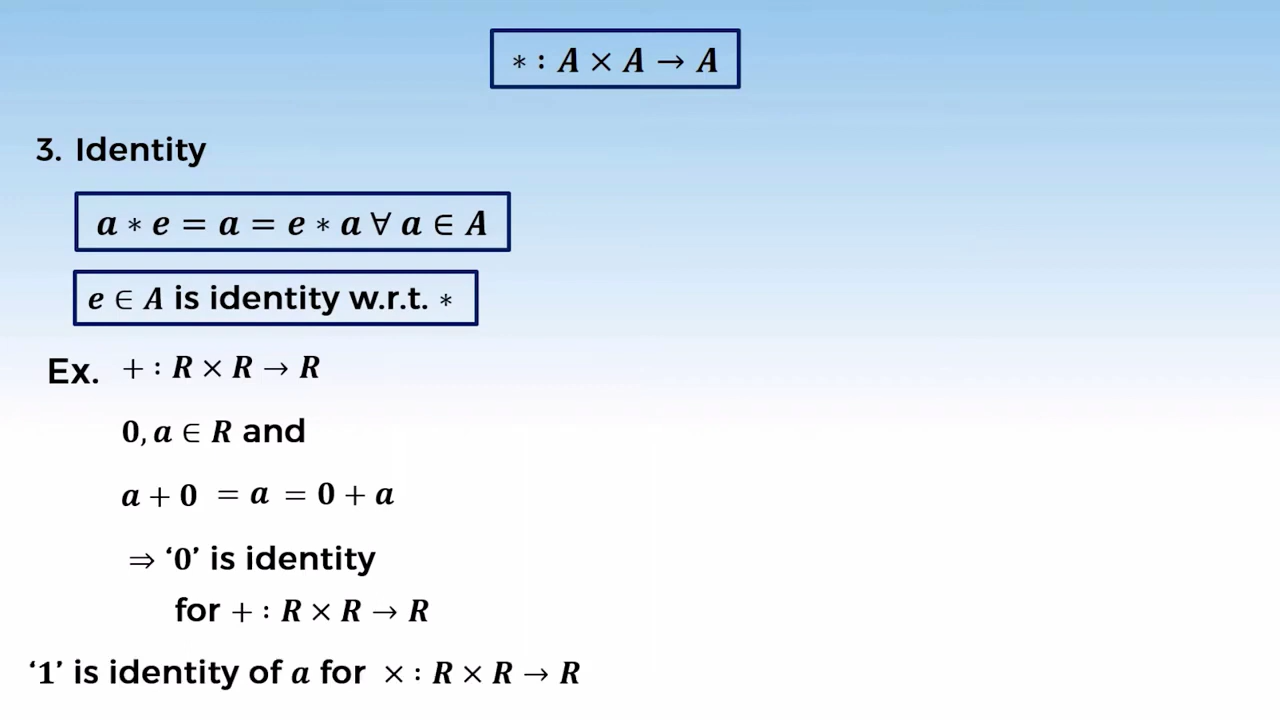 ∗ : A × A → A
3. Identity
a ∗ e = a = e ∗ a ∀ a ∈ A
e ∈ A is identity w.r.t. ∗
Ex. + : R × R → R
0, a ∈ R and
a + 0 = a = 0 + a
⇒ ‘0’ is identity
for + : R × R → R
‘1’ is identity of a for × : R × R → R